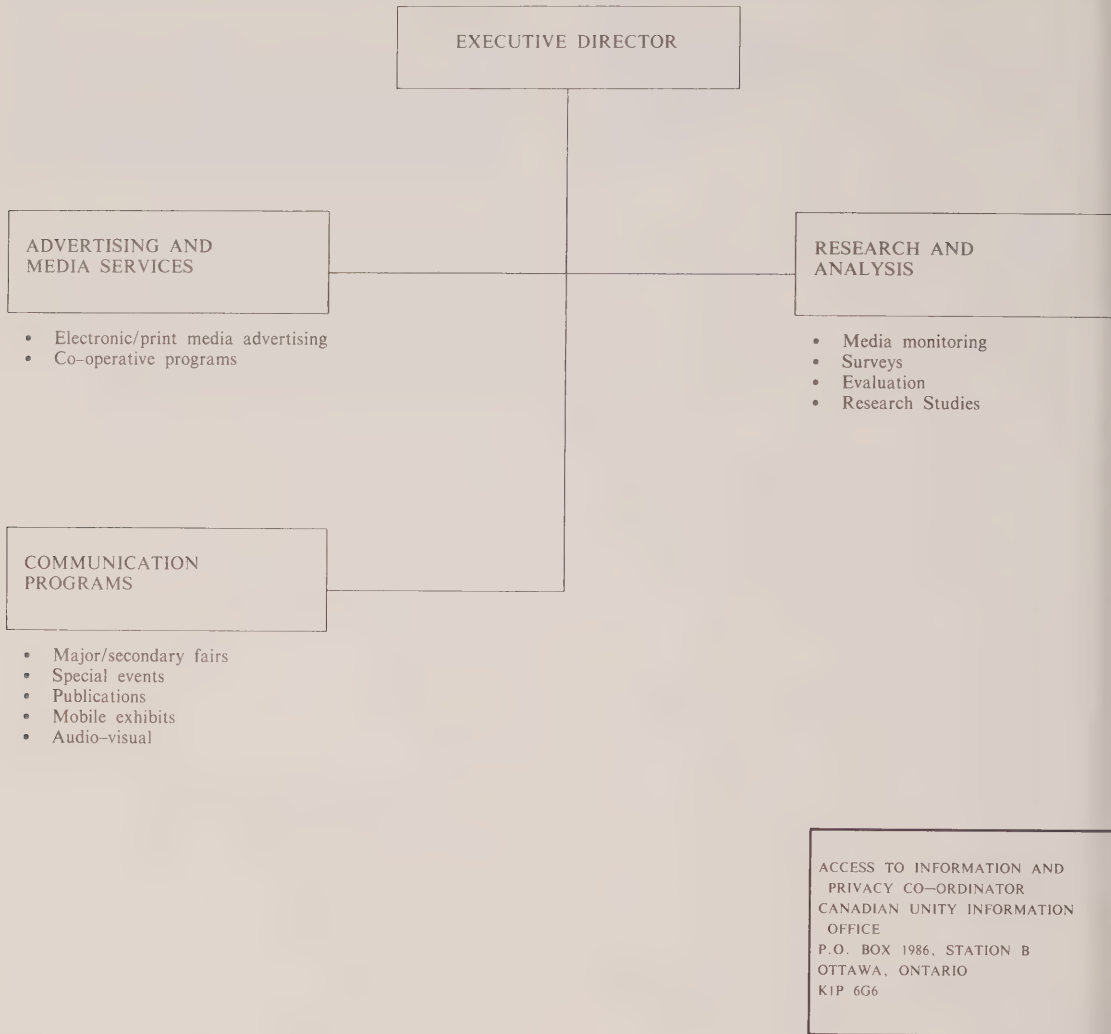 EXECUTIVE DIRECTOR
ADVERTISING AND
MEDIA SERVICES
• Electronic/print media advertising
• Co-operative programs
RESEARCH AND
ANALYSIS
• Media monitoring
• Surveys
• Evaluation
• Research Studies
COMMUNICATION
PROGRAMS
• Major/secondary fairs
• Special events
• Publications
• Mobile exhibits
• Audio–visual
ACCESS TO INFORMATION AND
PRIVACY CO–ORDINATOR
CANADIAN UNITY INFORMATION
OFFICE
P.O. BOX 1986, STATION B
OTTAWA, ONTARIO
K1P 6G6